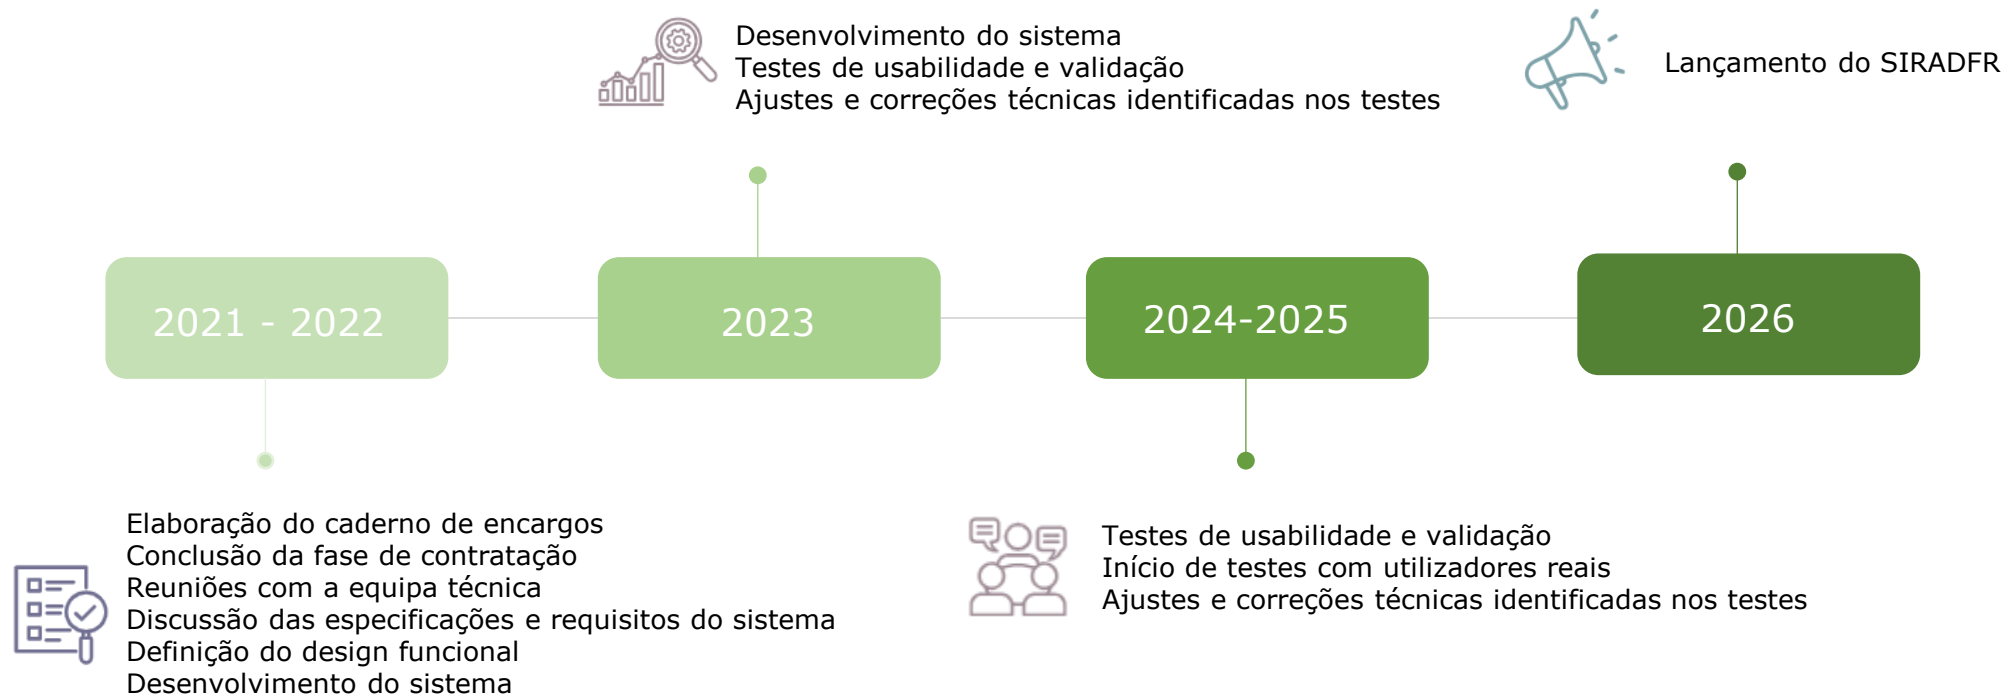 Desenvolvimento do sistema
Testes de usabilidade e validação
Ajustes e correções técnicas identificadas nos testes
Lançamento do SIRADFR
2021 - 2022
2023
2024-2025
2026
Elaboração do caderno de encargos
Conclusão da fase de contratação
Reuniões com a equipa técnica
Discussão das especificações e requisitos do sistema
Definição do design funcional
Desenvolvimento do sistema
Testes de usabilidade e validação
Início de testes com utilizadores reais
Ajustes e correções técnicas identificadas nos testes